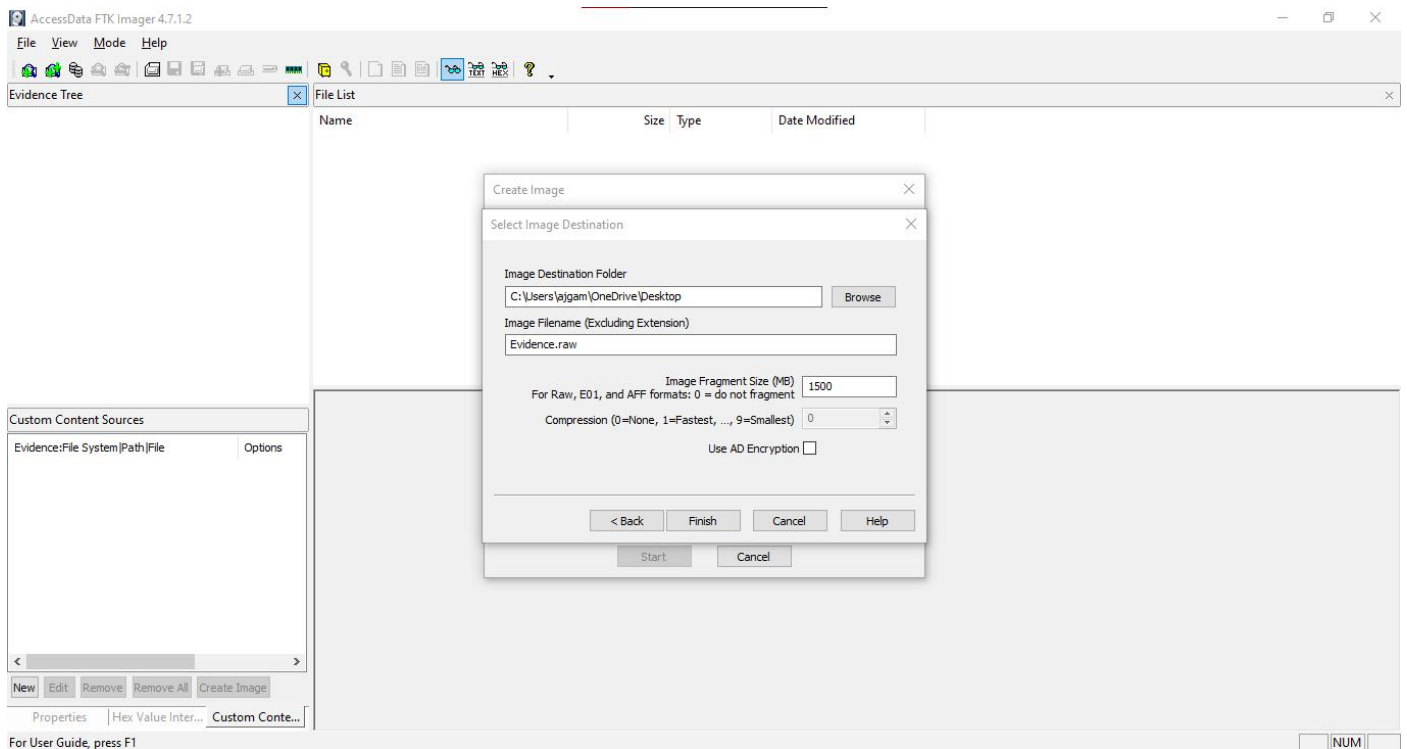 AccessData FTK Imager 4.7.1.2
File View Mode Help
TEXT HEX
Evidence Tree
File List
Name Size Type Date Modified
Create Image
Select Image Destination
Image Destination Folder
C:\Users\ajgam\OneDrive\Desktop Browse
Image Filename (Excluding Extension)
Evidence.raw
Image Fragment Size (MB) 1500
For Raw, E01, and AFF formats: 0 = do not fragment
Compression (0=None, 1=Fastest, ..., 9=Smallest) 0
Use AD Encryption
< Back Finish Cancel Help
Start Cancel
Custom Content Sources
Evidence:File System|Path|File Options
New Edit Remove Remove All Create Image
Properties Hex Value Inter... Custom Conte...
For User Guide, press F1 NUM